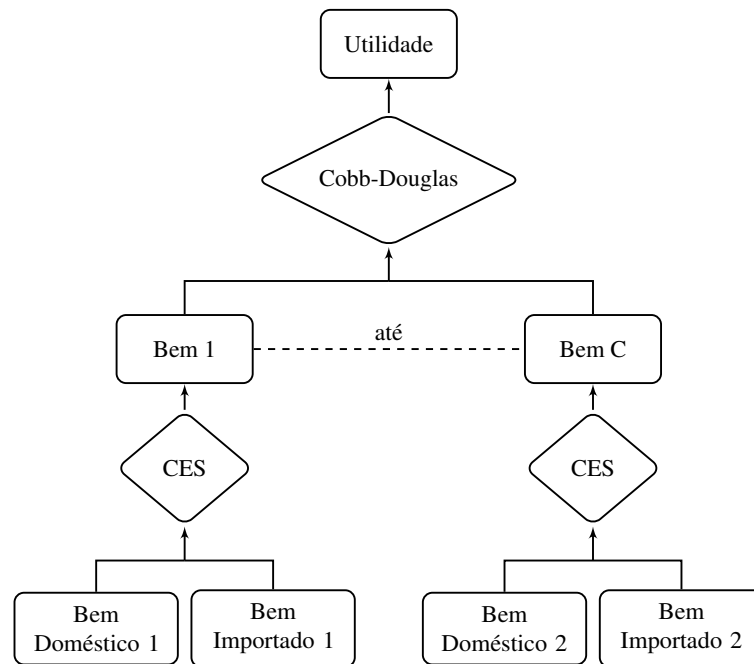 Utilidade
Cobb-Douglas
até
Bem 1
Bem C
CES
CES
Bem
Doméstico 1
Bem
Importado 1
Bem
Doméstico 2
Bem
Importado 2